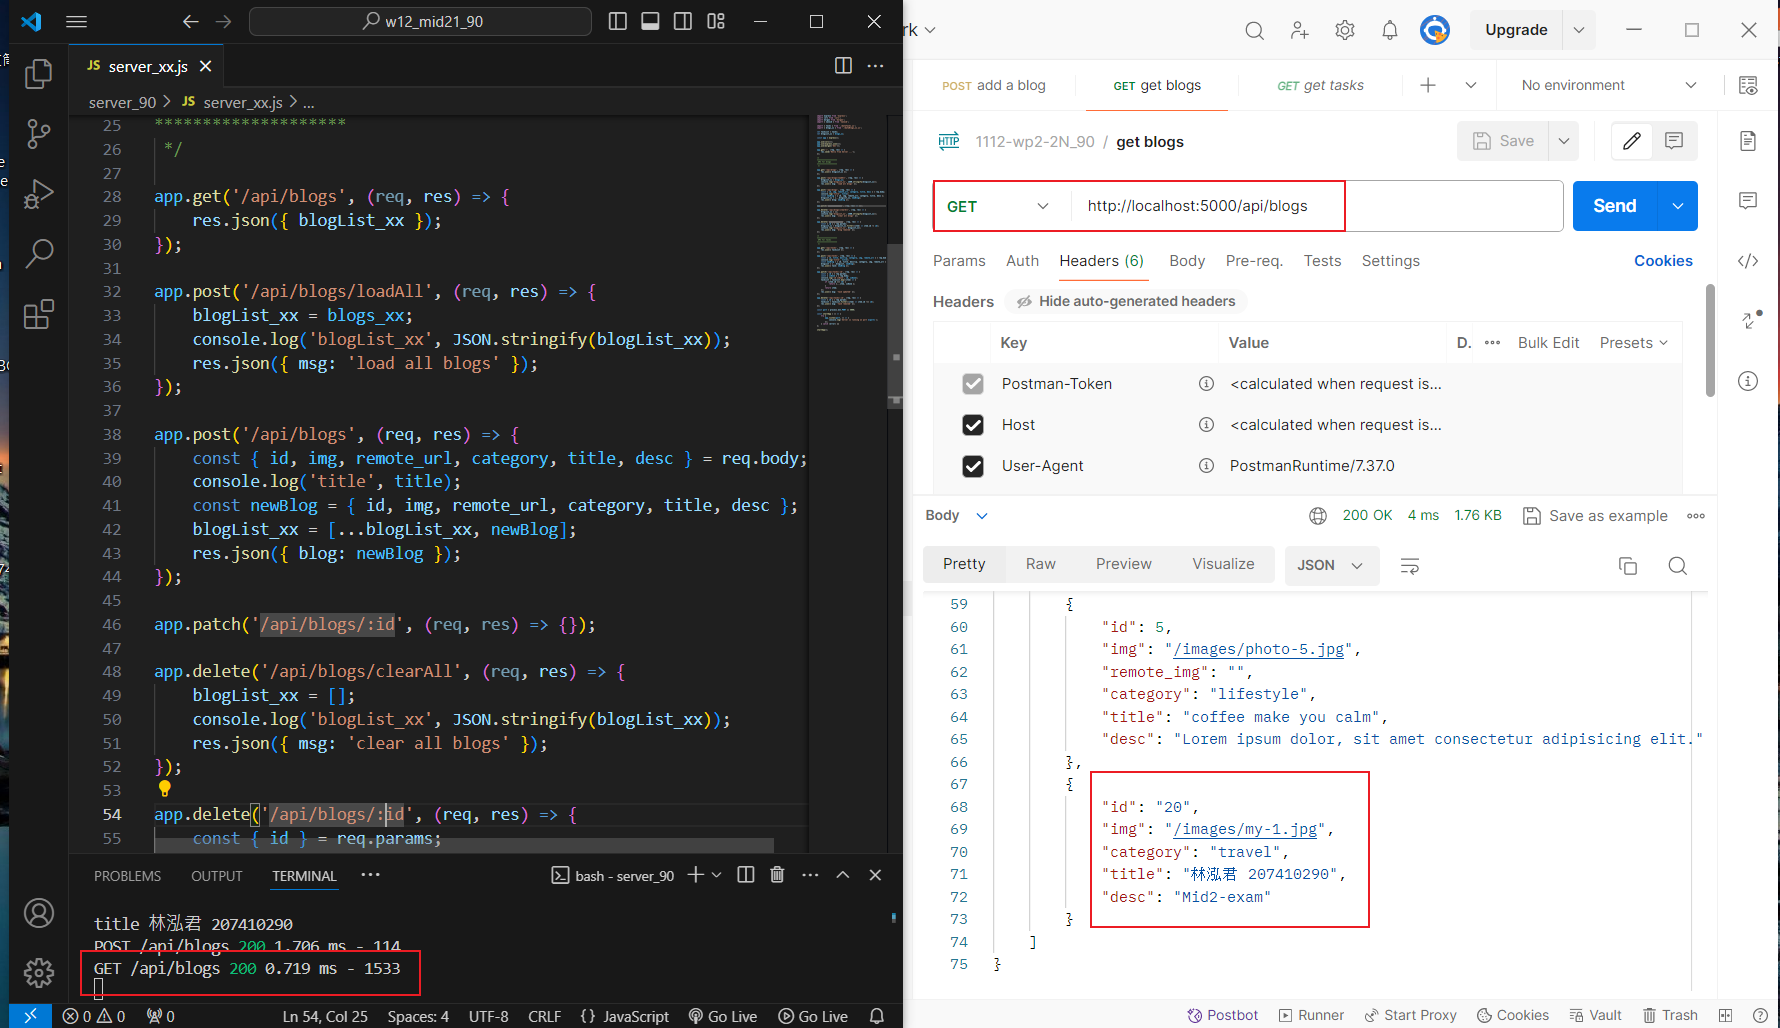 w12_mid21_90
JS server_xx.js
server_90 > JS server_xx.js > ...
25 ********************
26 */
27
28 app.get('/api/blogs', (req, res) => {
29 res.json({ blogList_xx });
30 });
31
32 app.post('/api/blogs/loadAll', (req, res) => {
33 blogList_xx = blogs_xx;
34 console.log('blogList_xx', JSON.stringify(blogList_xx));
35 res.json({ msg: 'load all blogs' });
36 });
37
38 app.post('/api/blogs', (req, res) => {
39 const { id, img, remote_url, category, title, desc } = req.body;
40 console.log('title', title);
41 const newBlog = { id, img, remote_url, category, title, desc };
42 blogList_xx = [...blogList_xx, newBlog];
43 res.json({ blog: newBlog });
44 });
45
46 app.patch('/api/blogs/:id', (req, res) => {});
47
48 app.delete('/api/blogs/clearAll', (req, res) => {
49 blogList_xx = [];
50 console.log('blogList_xx', JSON.stringify(blogList_xx));
51 res.json({ msg: 'clear all blogs' });
52 });
53
54 app.delete('/api/blogs/:id', (req, res) => {
55 const { id } = req.params;
PROBLEMS OUTPUT TERMINAL ··· bash - server_90
title 林泓君 207410290
POST /api/blogs 200 1.706 ms - 114
GET /api/blogs 200 0.719 ms - 1533
0 0 0 Ln 54, Col 25 Spaces: 4 UTF-8 CRLF {} JavaScript Go Live Go Live
rk Upgrade
POST add a blog GET get blogs GET get tasks No environment
HTTP 1112-wp2-2N_90 / get blogs Save
GET http://localhost:5000/api/blogs Send
Params Auth Headers (6) Body Pre-req. Tests Settings Cookies
Headers Hide auto-generated headers
Key Value D. ··· Bulk Edit Presets
Postman-Token <calculated when request is...
Host <calculated when request is...
User-Agent PostmanRuntime/7.37.0
Body 200 OK 4 ms 1.76 KB Save as example
Pretty Raw Preview Visualize JSON
59 {
60 "id": 5,
61 "img": "/images/photo-5.jpg",
62 "remote_img": "",
63 "category": "lifestyle",
64 "title": "coffee make you calm",
65 "desc": "Lorem ipsum dolor, sit amet consectetur adipisicing elit."
66 },
67 {
68 "id": "20",
69 "img": "/images/my-1.jpg",
70 "category": "travel",
71 "title": "林泓君 207410290",
72 "desc": "Mid2-exam"
73 }
74 ]
75 }
Postbot Runner Start Proxy Cookies Vault Trash